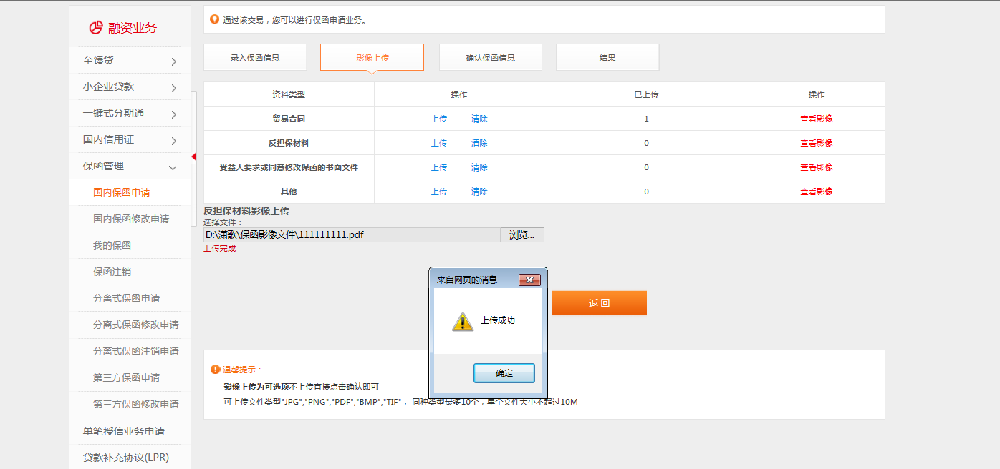 融资业务
至臻贷
小企业贷款
一键式分期通
国内信用证
保函管理
国内保函申请
国内保函修改申请
我的保函
保函注销
分离式保函申请
分离式保函修改申请
分离式保函注销申请
第三方保函申请
第三方保函修改申请
单笔授信业务申请
贷款补充协议(LPR)
通过该交易，您可以进行保函申请业务。
录入保函信息 影像上传 确认保函信息 结果
资料类型 操作 已上传 操作
贸易合同 上传 清除 1 查看影像
反担保材料 上传 清除 0 查看影像
受益人要求或同意修改保函的书面文件 上传 清除 0 查看影像
其他 上传 清除 0 查看影像
反担保材料影像上传
选择文件：
D:\潇歌\保函影像文件\111111111.pdf 浏览...
上传完成
来自网页的消息
上传成功
确定
返回
温馨提示：
影像上传为可选项不上传直接点击确认即可
可上传文件类型"JPG","PNG","PDF","BMP","TIF"， 同种类型最多10个，单个文件大小不超过10M